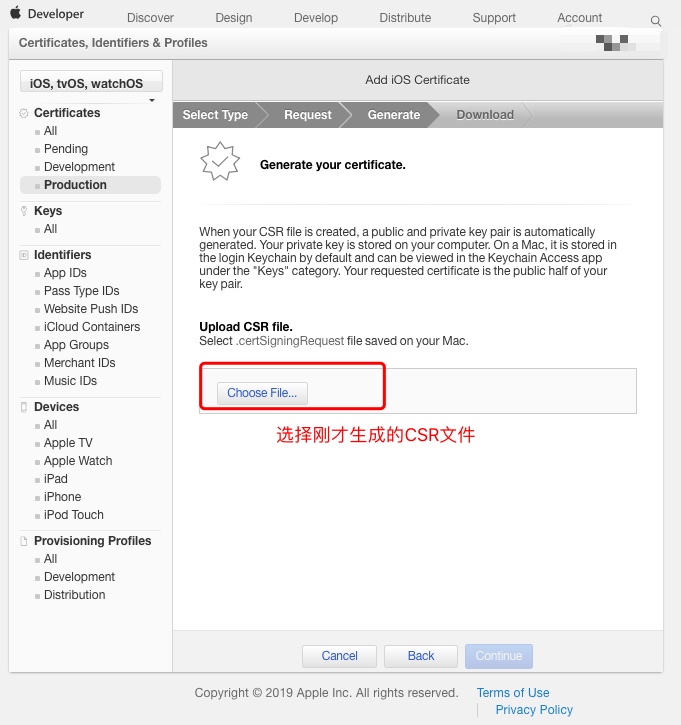 Developer
Discover
Design
Develop
Distribute
Support
Account
Certificates, Identifiers & Profiles
iOS, tvOS, watchOS
Certificates
All
Pending
Development
Production
Keys
All
Identifiers
App IDs
Pass Type IDs
Website Push IDs
iCloud Containers
App Groups
Merchant IDs
Music IDs
Devices
All
Apple TV
Apple Watch
iPad
iPhone
iPod Touch
Provisioning Profiles
All
Development
Distribution
Add iOS Certificate
Select Type
Request
Generate
Download
Generate your certificate.
When your CSR file is created, a public and private key pair is automatically
generated. Your private key is stored on your computer. On a Mac, it is stored in
the login Keychain by default and can be viewed in the Keychain Access app
under the "Keys" category. Your requested certificate is the public half of your
key pair.
Upload CSR file.
Select .certSigningRequest file saved on your Mac.
Choose File...
选择刚才生成的CSR文件
Cancel
Back
Continue
Copyright © 2019 Apple Inc. All rights reserved.
Terms of Use
Privacy Policy